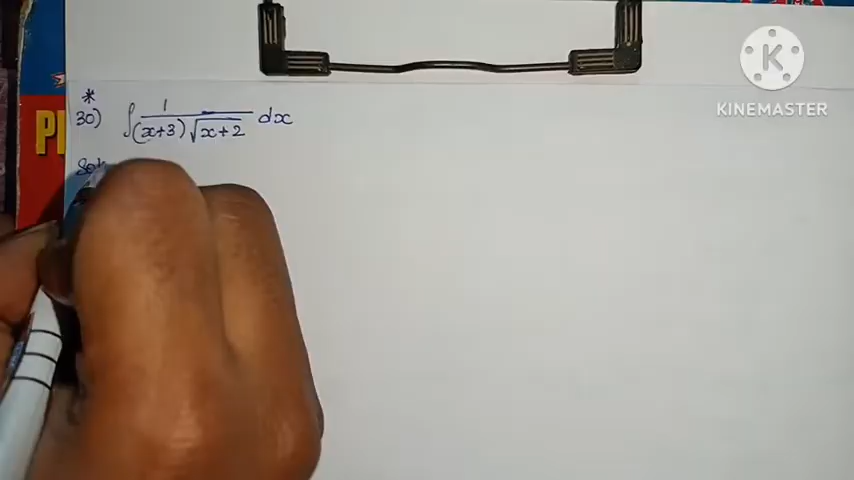 K
KINEMASTER
*
30) ∫ 1/((x+3)√(x+2)) dx
P